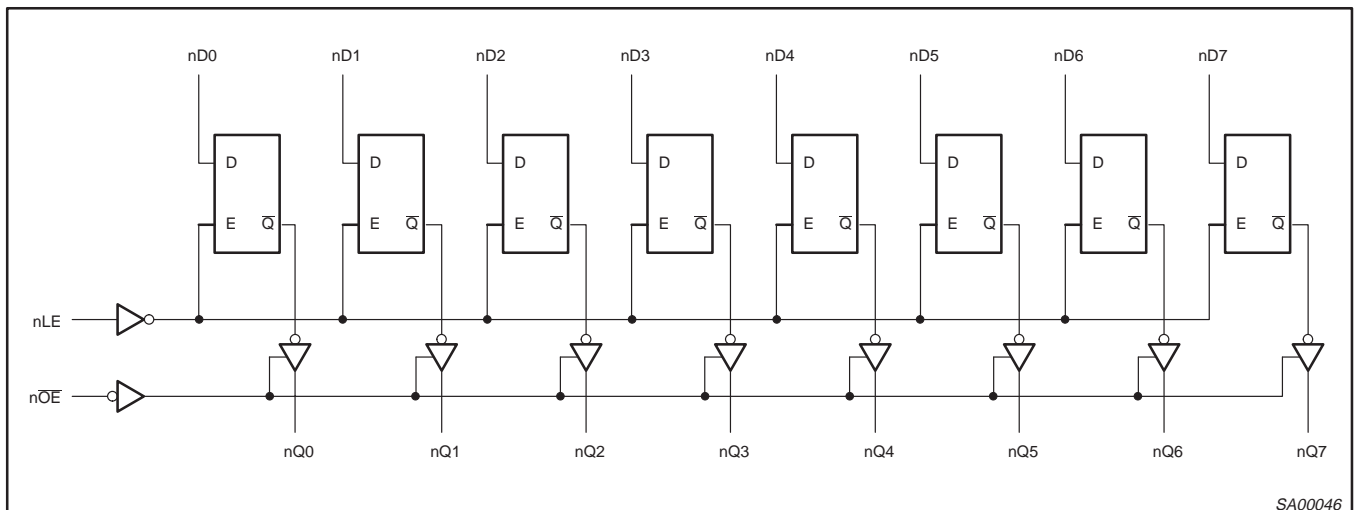 nD0 nD1 nD2 nD3 nD4 nD5 nD6 nD7
D D D D D D D D
E Q̅ E Q̅ E Q̅ E Q̅ E Q̅ E Q̅ E Q̅ E Q̅
nLE
nO̅E̅
nQ0 nQ1 nQ2 nQ3 nQ4 nQ5 nQ6 nQ7
SA00046